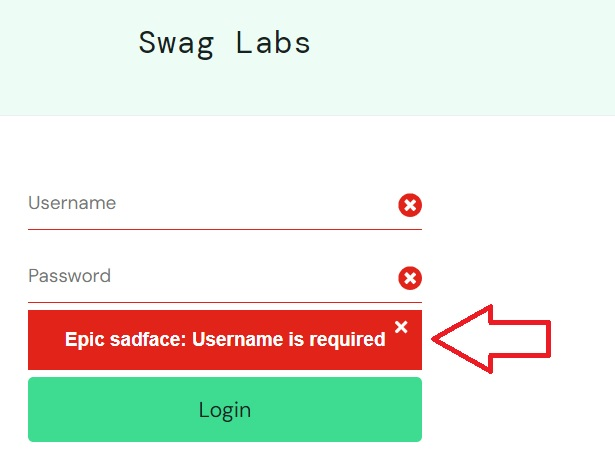 Swag Labs
Username
Password
Epic sadface: Username is required
Login